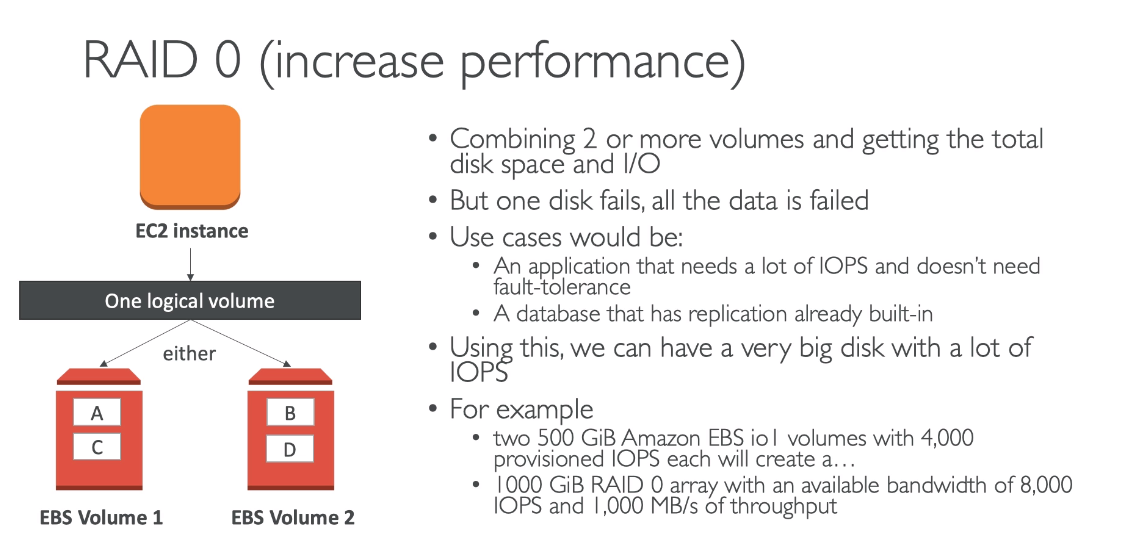 RAID 0 (increase performance)
EC2 instance
One logical volume
either
A
B
C
D
EBS Volume 1
EBS Volume 2
• Combining 2 or more volumes and getting the total
disk space and I/O
• But one disk fails, all the data is failed
• Use cases would be:
• An application that needs a lot of IOPS and doesn't need
fault-tolerance
• A database that has replication already built-in
• Using this, we can have a very big disk with a lot of
IOPS
• For example
• two 500 GiB Amazon EBS io1 volumes with 4,000
provisioned IOPS each will create a…
• 1000 GiB RAID 0 array with an available bandwidth of 8,000
IOPS and 1,000 MB/s of throughput